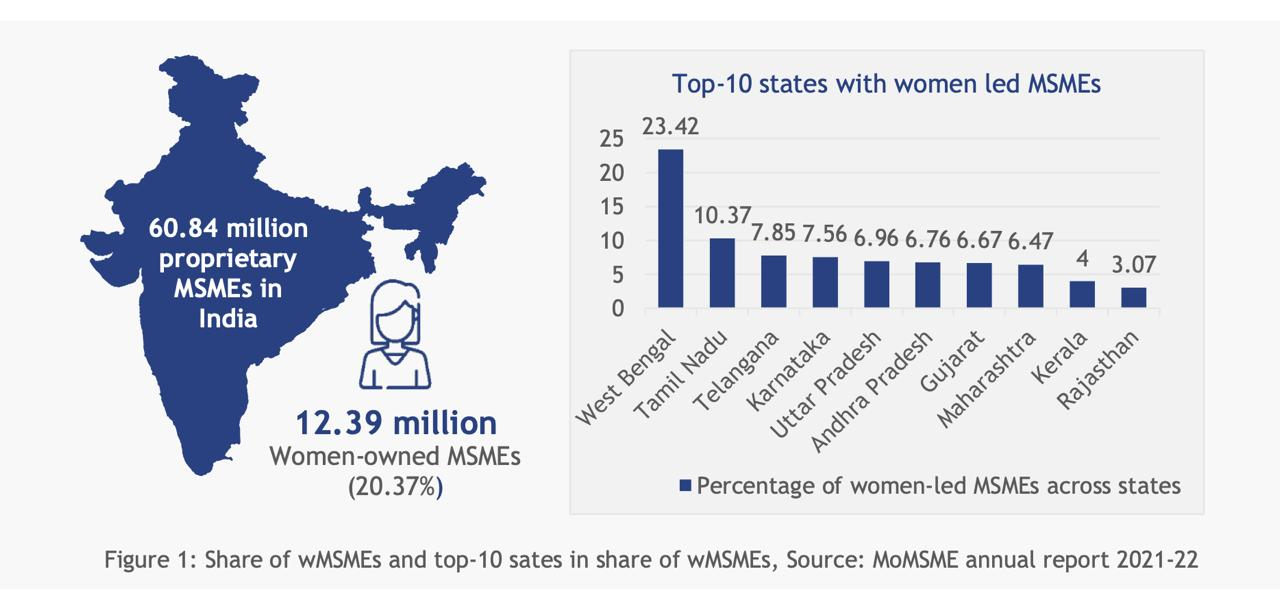 60.84 million
proprietary
MSMEs in
India
12.39 million
Women-owned MSMEs
(20.37%)
Top-10 states with women led MSMEs
25
20
15
10
5
0
23.42
10.37
7.85
7.56
6.96
6.76
6.67
6.47
4
3.07
West Bengal
Tamil Nadu
Telangana
Karnataka
Uttar Pradesh
Andhra Pradesh
Gujarat
Maharashtra
Kerala
Rajasthan
Percentage of women-led MSMEs across states
Figure 1: Share of wMSMEs and top-10 sates in share of wMSMEs, Source: MoMSME annual report 2021-22